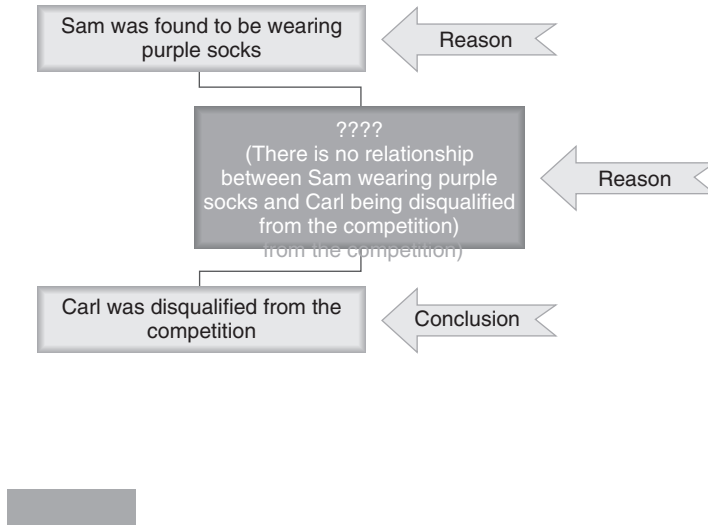 Sam was found to be wearing
purple socks
Reason
????
(There is no relationship
between Sam wearing purple
socks and Carl being disqualified
from the competition)
from the competition)
Reason
Carl was disqualified from the
competition
Conclusion